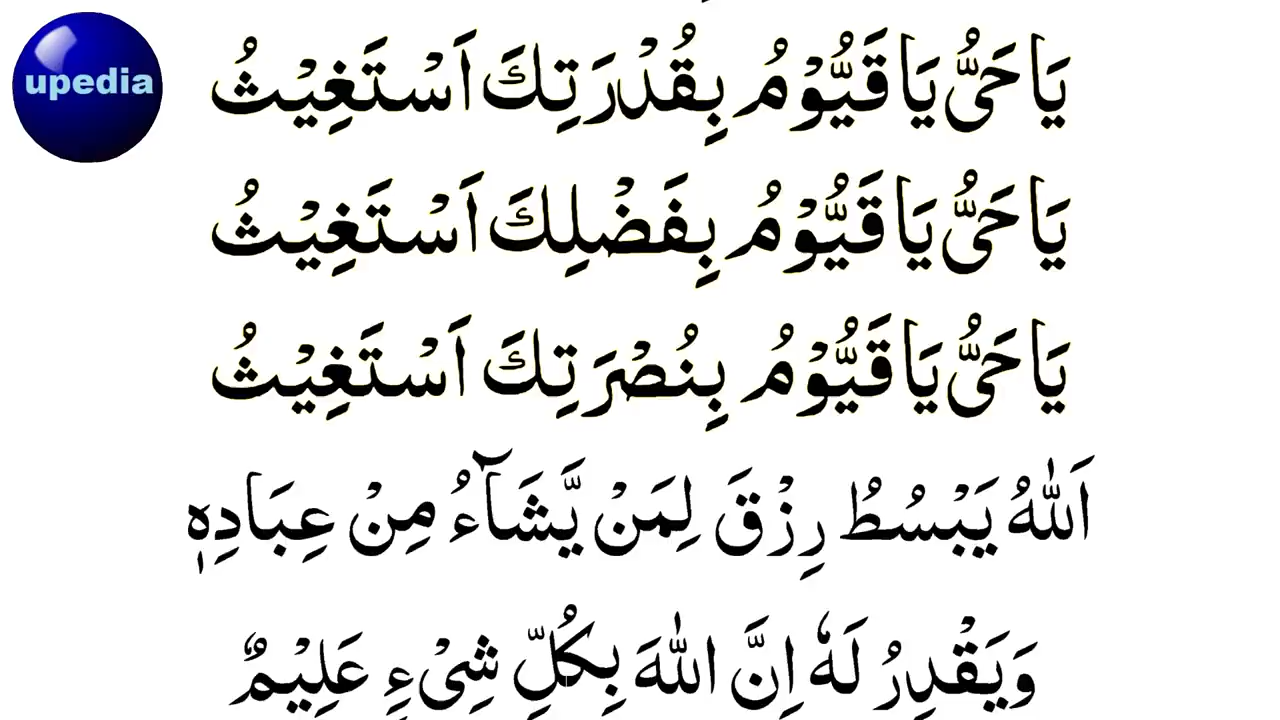 upedia
يَا حَىُّ يَا قَيُّوْمُ بِقُدْرَتِكَ اَسْتَغِيْثُ
يَا حَىُّ يَا قَيُّوْمُ بِفَضْلِكَ اَسْتَغِيْثُ
يَا حَىُّ يَا قَيُّوْمُ بِنُصْرَتِكَ اَسْتَغِيْثُ
اَللّٰهُ يَبْسُطُ رِزْقَ لِمَنْ يَّشَآءُ مِنْ عِبَادِهٖ
وَيَقْدِرُ لَهٗ اِنَّ اللّٰهَ بِكُلِّ شِیْءٍ عَلِيْمٌ